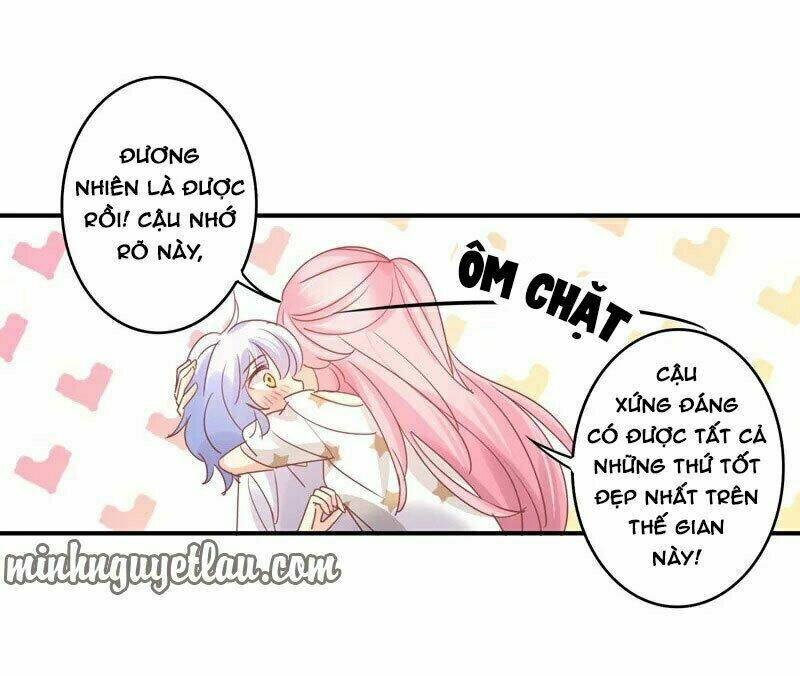 ĐƯƠNG
NHIÊN LÀ ĐƯỢC
RỒI! CẬU NHỚ
RÕ NÀY,
ÔM CHẶT
CẬU
XỨNG ĐÁNG
CÓ ĐƯỢC TẤT CẢ
NHỮNG THỨ TỐT
ĐẸP NHẤT TRÊN
THẾ GIAN
NÀY!
minhnguyetlau.com